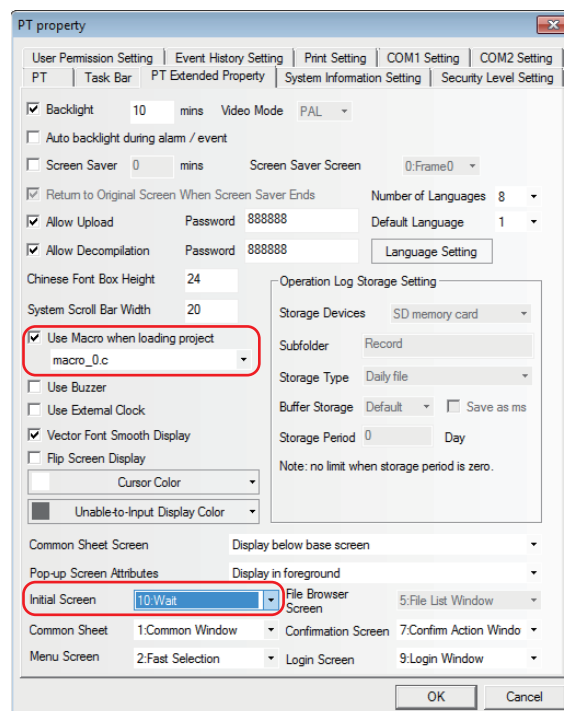 PT property
User Permission Setting Event History Setting Print Setting COM1 Setting COM2 Setting
PT Task Bar PT Extended Property System Information Setting Security Level Setting
Backlight 10 mins Video Mode PAL
Auto backlight during alarm / event
Screen Saver 0 mins Screen Saver Screen 0:Frame0
Return to Original Screen When Screen Saver Ends Number of Languages 8
Allow Upload Password 888888 Default Language 1
Allow Decompilation Password 888888 Language Setting
Chinese Font Box Height 24
Operation Log Storage Setting
System Scroll Bar Width 20
Storage Devices SD memory card
Use Macro when loading project
Subfolder Record
macro_0.c
Storage Type Daily file
Use Buzzer
Use External Clock
Buffer Storage Default Save as ms
Vector Font Smooth Display
Storage Period 0 Day
Flip Screen Display
Note: no limit when storage period is zero.
Cursor Color
Unable-to-Input Display Color
Common Sheet Screen Display below base screen
Pop-up Screen Attributes Display in foreground
Initial Screen 10:Wait File Browser Screen 5:File List Window
Common Sheet 1:Common Window Confirmation Screen 7:Confirm Action Windo
Menu Screen 2:Fast Selection Login Screen 9:Login Window
OK Cancel